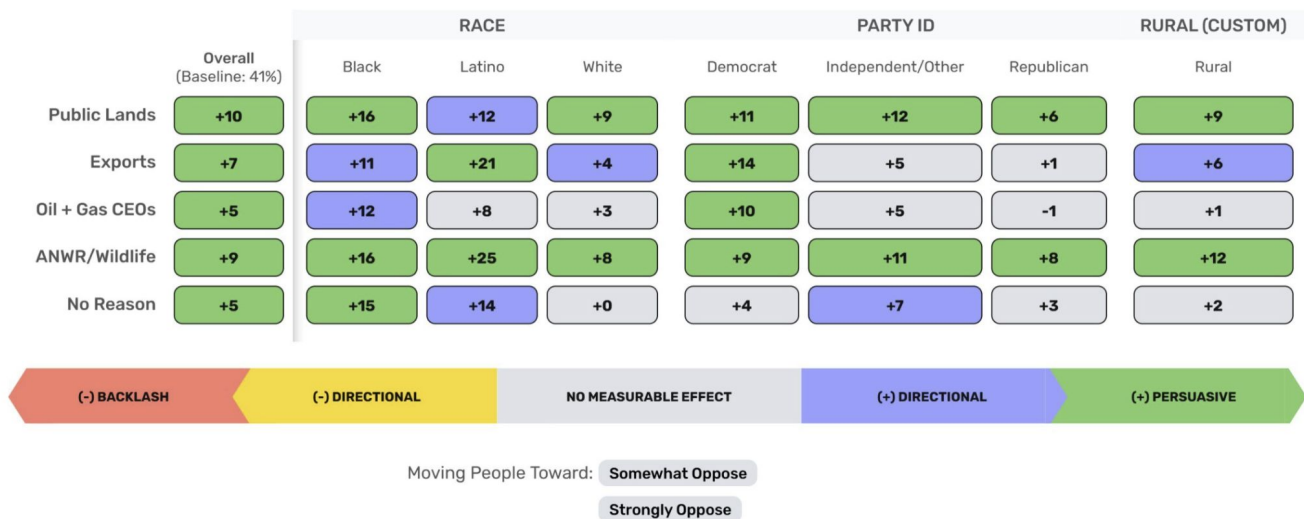 RACE PARTY ID RURAL (CUSTOM)
Overall
(Baseline: 41%) Black Latino White Democrat Independent/Other Republican Rural
Public Lands +10 +16 +12 +9 +11 +12 +6 +9
Exports +7 +11 +21 +4 +14 +5 +1 +6
Oil + Gas CEOs +5 +12 +8 +3 +10 +5 -1 +1
ANWR/Wildlife +9 +16 +25 +8 +9 +11 +8 +12
No Reason +5 +15 +14 +0 +4 +7 +3 +2
(-) BACKLASH (-) DIRECTIONAL NO MEASURABLE EFFECT (+) DIRECTIONAL (+) PERSUASIVE
Moving People Toward: Somewhat Oppose
Strongly Oppose